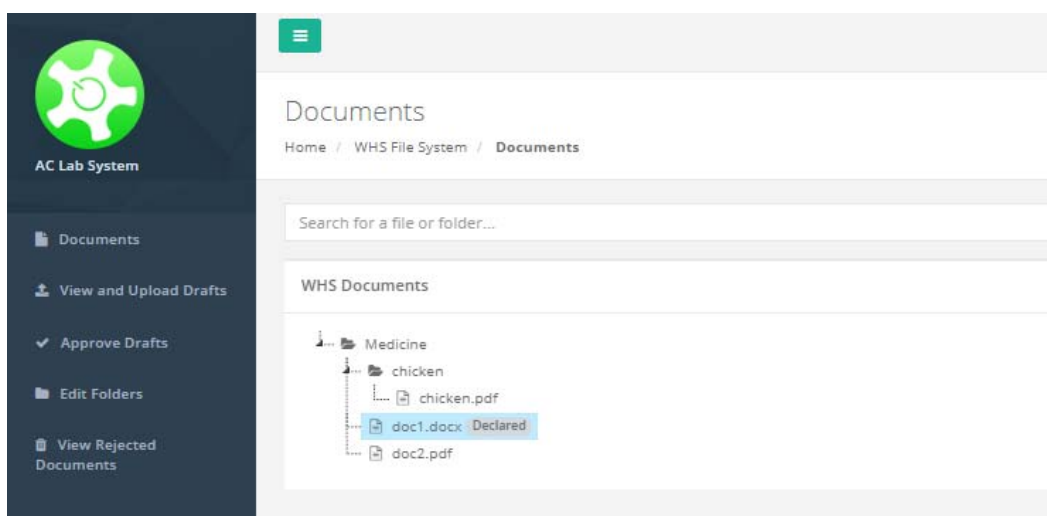 AC Lab System
Documents
View and Upload Drafts
Approve Drafts
Edit Folders
View Rejected
Documents
Documents
Home / WHS File System / Documents
Search for a file or folder...
WHS Documents
Medicine
chicken
chicken.pdf
doc1.docx Declared
doc2.pdf